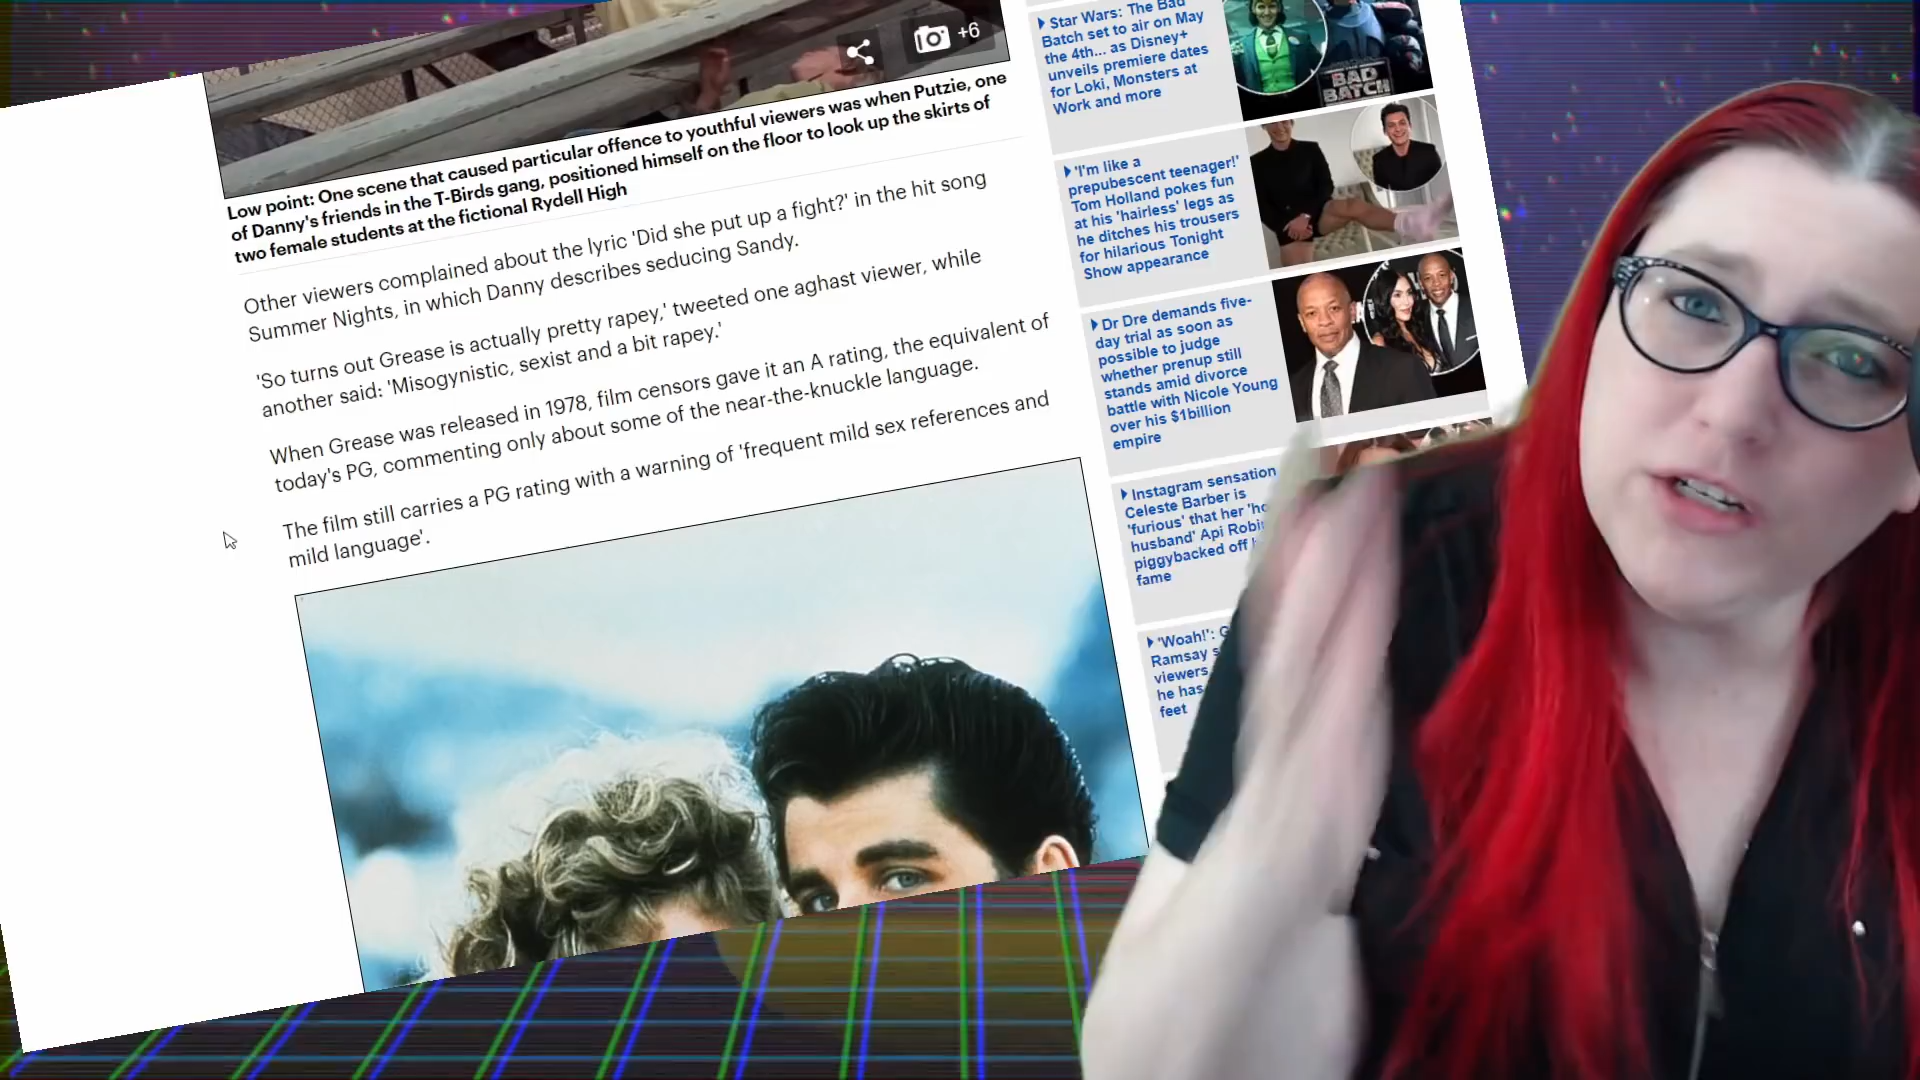 +6
Low point: One scene that caused particular offence to youthful viewers was when Putzie, one
of Danny's friends in the T-Birds gang, positioned himself on the floor to look up the skirts of
two female students at the fictional Rydell High
Other viewers complained about the lyric 'Did she put up a fight?' in the hit song
Summer Nights, in which Danny describes seducing Sandy.
'So turns out Grease is actually pretty rapey,' tweeted one aghast viewer, while
another said: 'Misogynistic, sexist and a bit rapey.'
When Grease was released in 1978, film censors gave it an A rating, the equivalent of
today's PG, commenting only about some of the near-the-knuckle language.
The film still carries a PG rating with a warning of 'frequent mild sex references and
mild language'.
Star Wars: The Bad
Batch set to air on May
the 4th... as Disney+
unveils premiere dates
for Loki, Monsters at
Work and more
BAD
BATCH
'I'm like a
prepubescent teenager!'
Tom Holland pokes fun
at his 'hairless' legs as
he ditches his trousers
for hilarious Tonight
Show appearance
Dr Dre demands five-
day trial as soon as
possible to judge
whether prenup still
stands amid divorce
battle with Nicole Young
over his $1billion
empire
Instagram sensation
Celeste Barber is
'furious' that her
husband' Api
piggybacked off
fame
'Woah!':
Ramsay
viewers
he has
feet